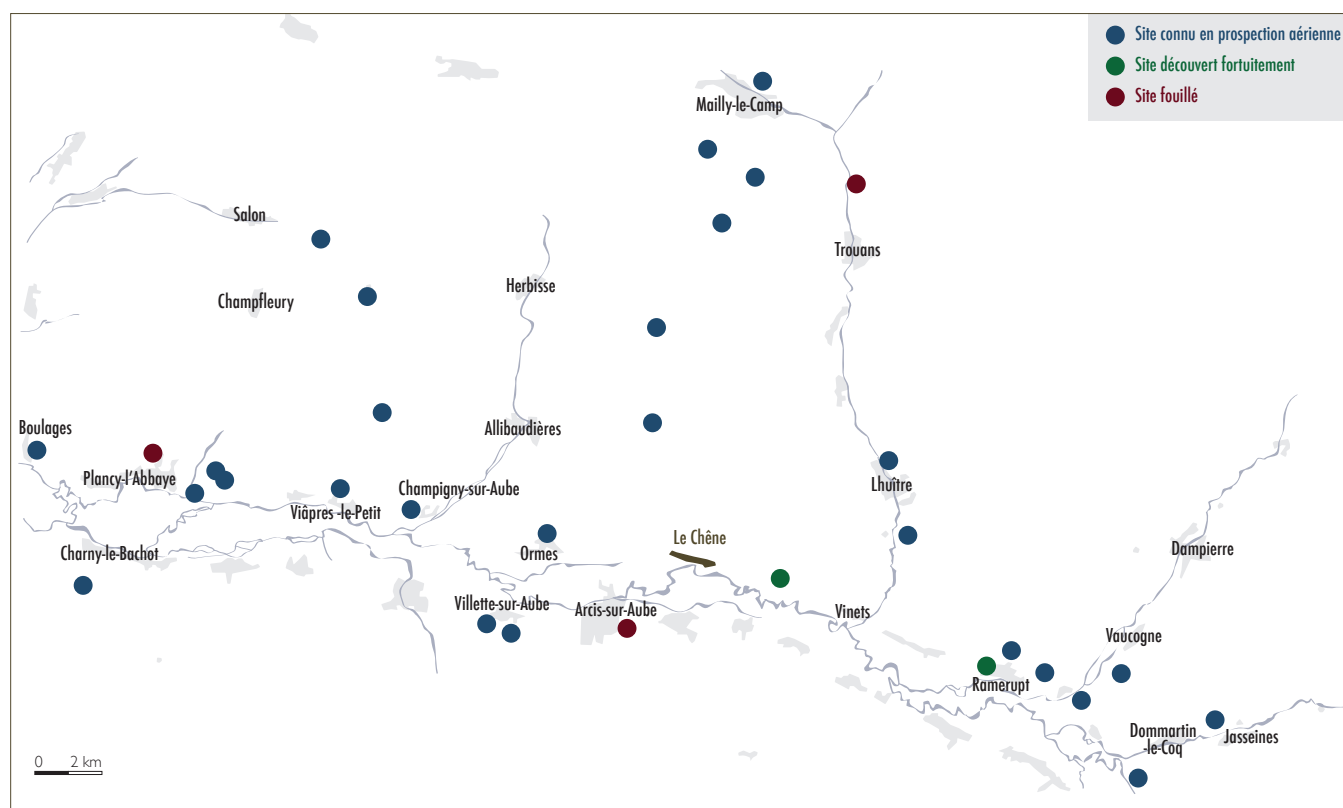 Site connu en prospection aérienne
Site découvert fortuitement
Site fouillé
Mailly-le-Camp
Salon
Trouans
Herbisse
Champfleury
Boulages
Allibaudières
Plancy-l'Abbaye
Champigny-sur-Aube
Lhuître
Viâpres -le-Petit
Le Chêne
Charny-le-Bachot
Ormes
Dampierre
Villette-sur-Aube
Arcis-sur-Aube
Vinets
Vaucogne
Ramerupt
Dommartin
-le-Coq
Jasseines
0 2 km